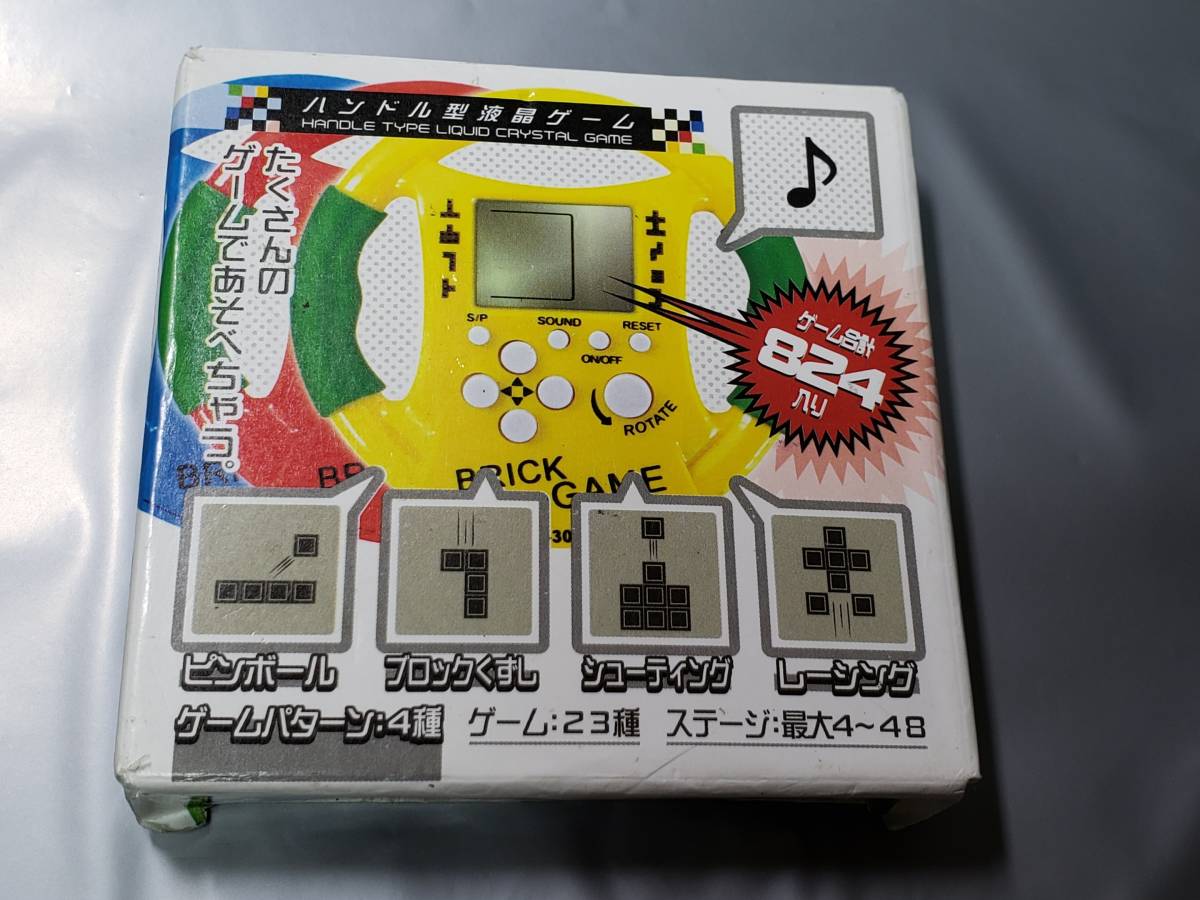 ハンドル型液晶ゲーム
HANDLE TYPE LIQUID CRYSTAL GAME
たくさんの
ゲームであそべちゃう。
S/P
SOUND
RESET
ON/OFF
ROTATE
ゲーム合計
824
入り
BRI
BR
BRICK
GAME
30
ピンボール
ブロックくずし
シューティング
レーシング
ゲームパターン:4種 ゲーム:23種 ステージ:最大4~48